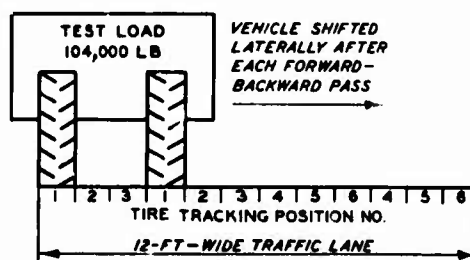 TEST LOAD
104,000 LB
VEHICLE SHIFTED
LATERALLY AFTER
EACH FORWARD-
BACKWARD PASS
1 2 3 1 2 3 4 5 6 4 5 6
TIRE TRACKING POSITION NO.
12-FT-WIDE TRAFFIC LANE